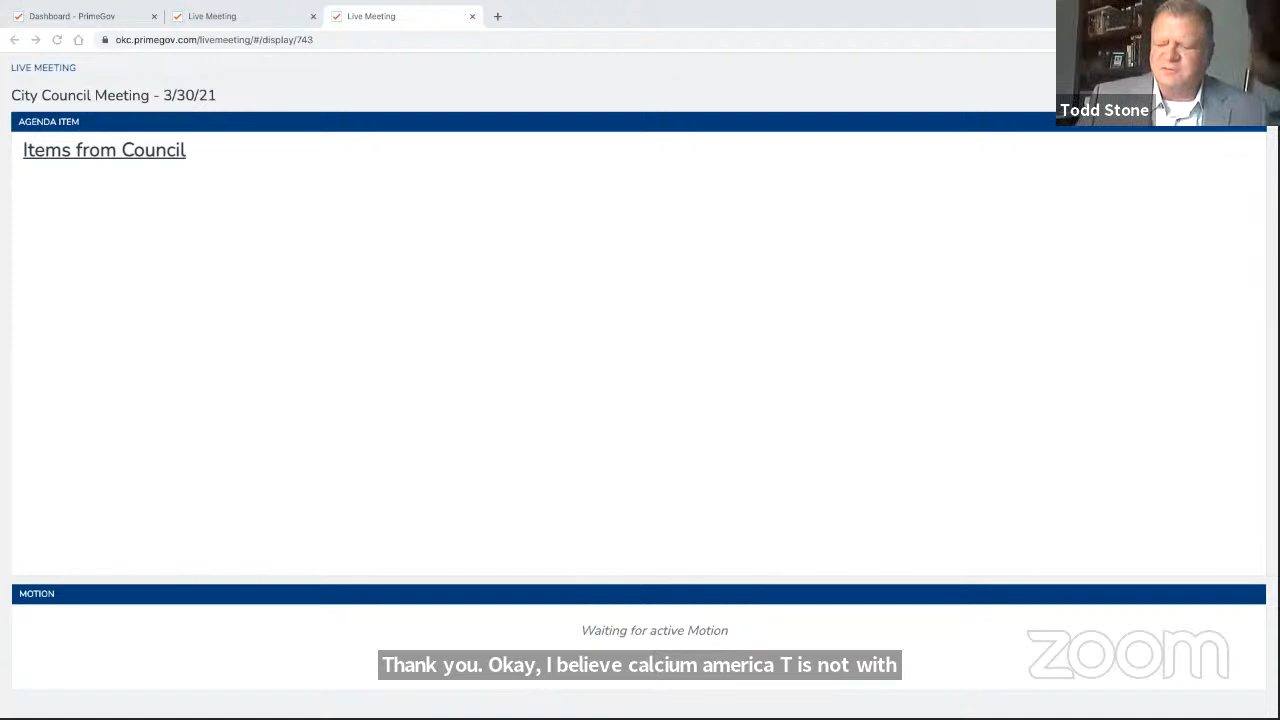 Dashboard - PrimeGov
Live Meeting
Live Meeting
okc.primegov.com/livemeeting/#/display/743
LIVE MEETING
City Council Meeting - 3/30/21
Todd Stone
AGENDA ITEM
Items from Council
MOTION
Waiting for active Motion
zoom
Thank you. Okay, I believe calcium america T is not with